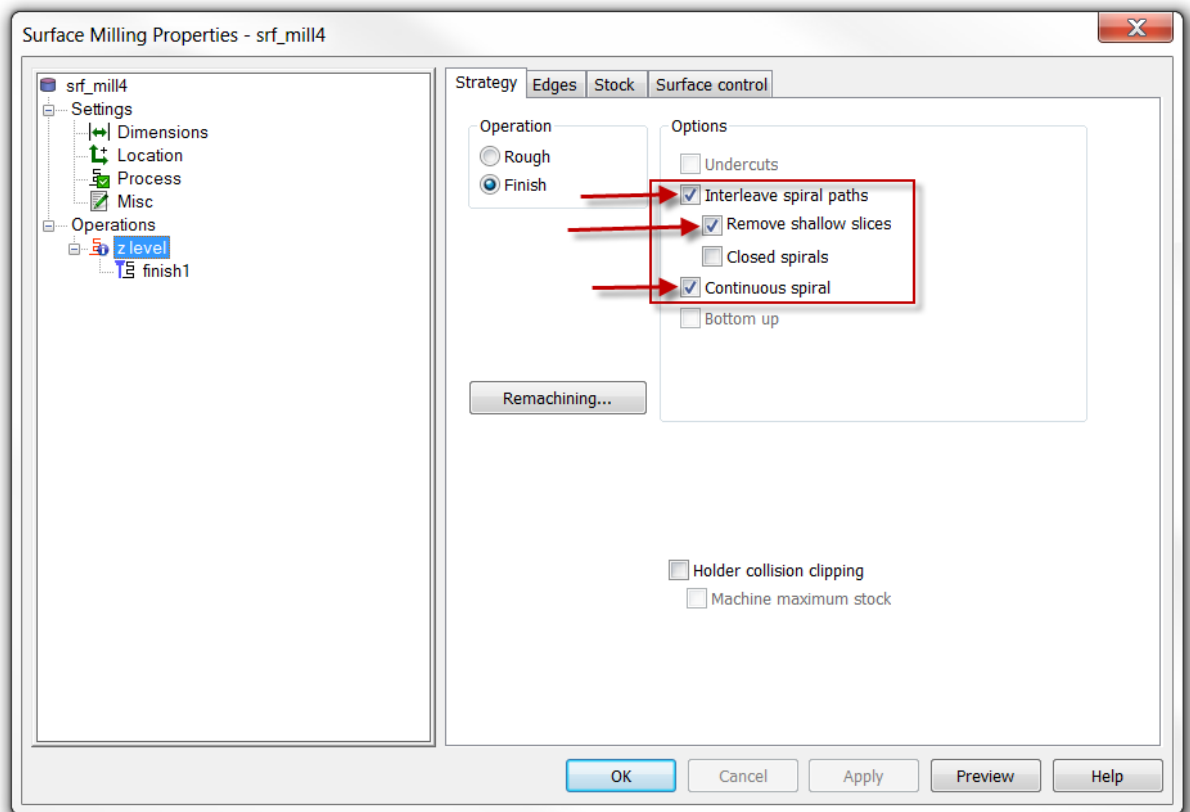 Surface Milling Properties - srf_mill4
X
srf_mill4
Settings
Dimensions
Location
Process
Misc
Operations
z level
finish1
Strategy
Edges
Stock
Surface control
Operation
Rough
Finish
Options
Undercuts
Interleave spiral paths
Remove shallow slices
Closed spirals
Continuous spiral
Bottom up
Remachining...
Holder collision clipping
Machine maximum stock
OK
Cancel
Apply
Preview
Help